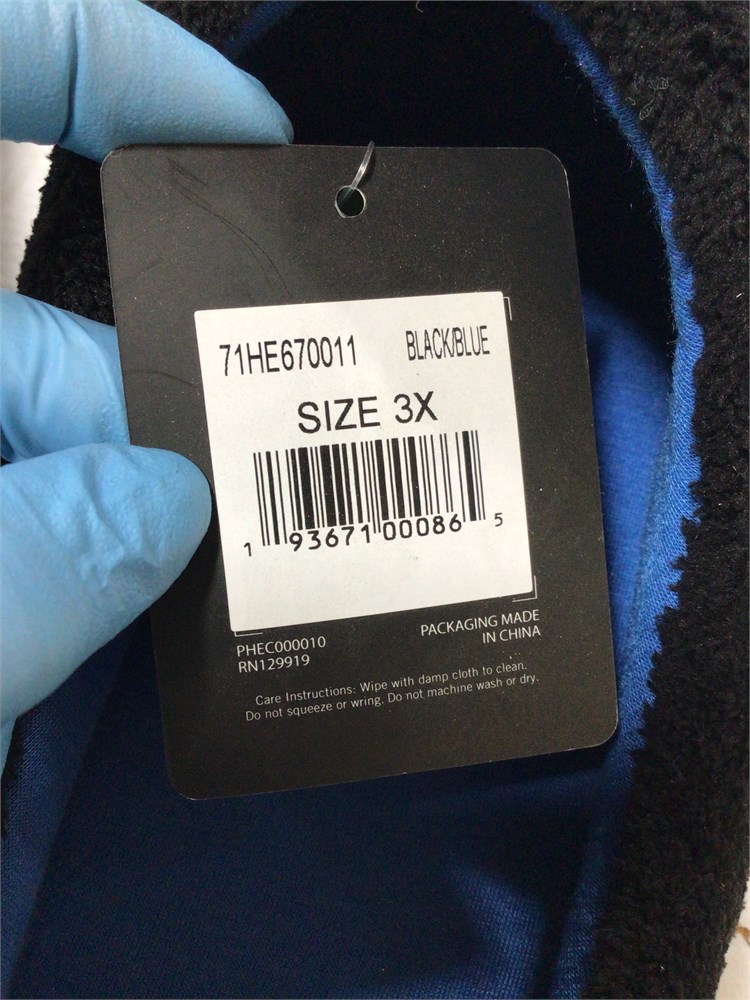 71HE670011 BLACK/BLUE
SIZE 3X
1 93671 00086 5
PHEC000010
RN129919
PACKAGING MADE
IN CHINA
Care Instructions: Wipe with damp cloth to clean.
Do not squeeze or wring. Do not machine wash or dry.